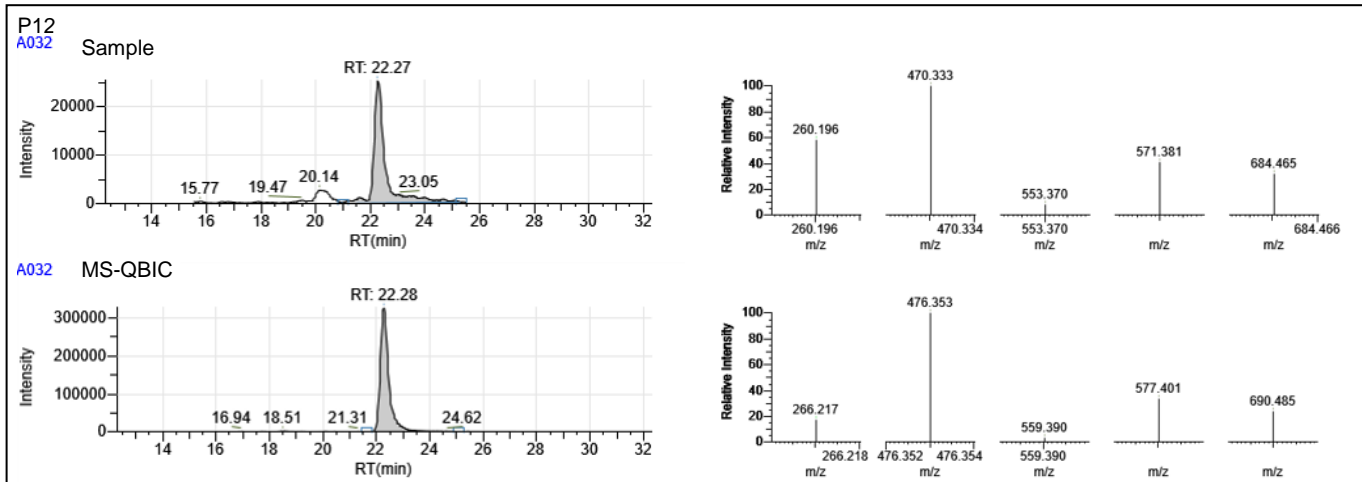 P12
A032
Sample
RT: 22.27
Intensity
20000
10000
0
15.77
19.47
20.14
23.05
14 16 18 20 22 24 26 28 30 32
RT(min)
Relative Intensity
100
80
60
40
20
0
260.196
470.333
553.370
571.381
684.465
260.196
470.334
553.370
684.466
m/z
m/z
m/z
m/z
m/z
A032
MS-QBIC
RT: 22.28
Intensity
300000
200000
100000
0
16.94
18.51
21.31
24.62
14 16 18 20 22 24 26 28 30 32
RT(min)
Relative Intensity
100
80
60
40
20
0
266.217
476.353
559.390
577.401
690.485
266.218
476.352
476.354
559.390
m/z
m/z
m/z
m/z
m/z